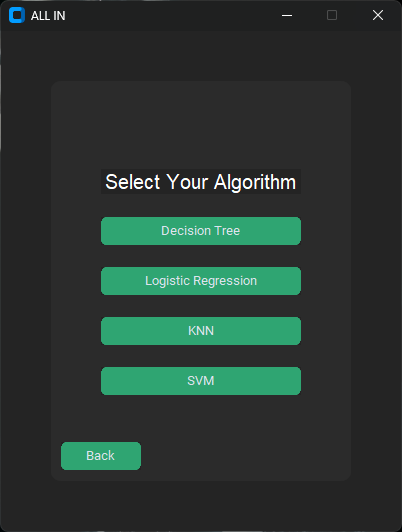 ALL IN
Select Your Algorithm
Decision Tree
Logistic Regression
KNN
SVM
Back